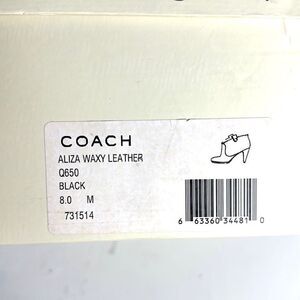 COACH
ALIZA WAXY LEATHER
Q650
BLACK
8.0 M
731514
6 63360 34481 0